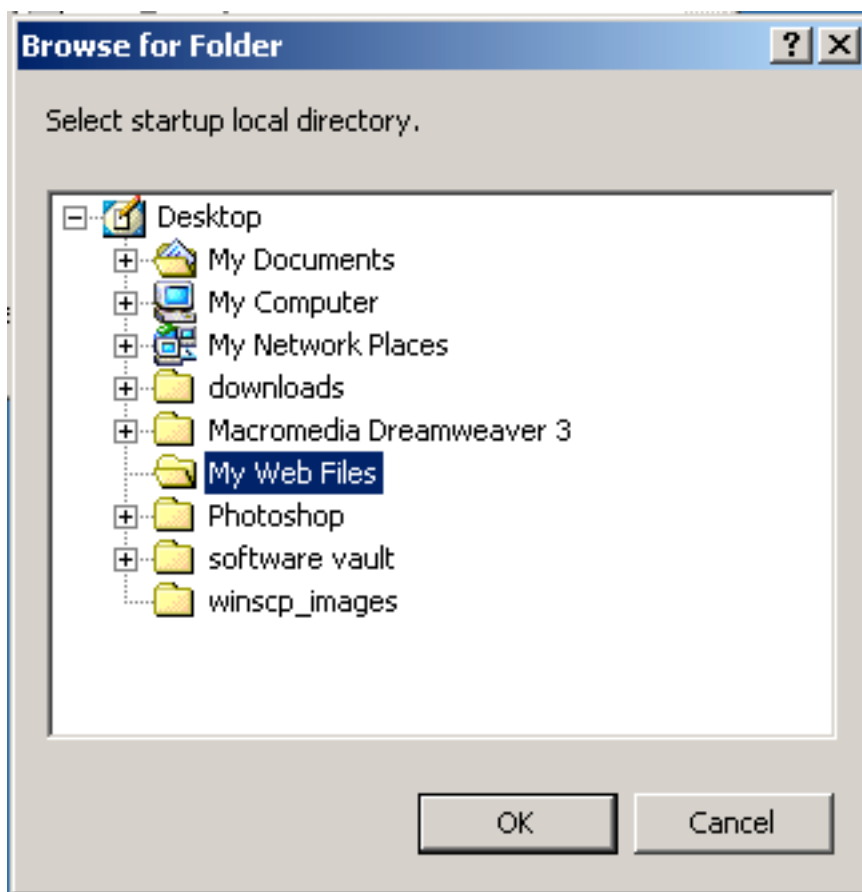 Browse for Folder
Select startup local directory.
Desktop
My Documents
My Computer
My Network Places
downloads
Macromedia Dreamweaver 3
My Web Files
Photoshop
software vault
winscp_images
OK Cancel